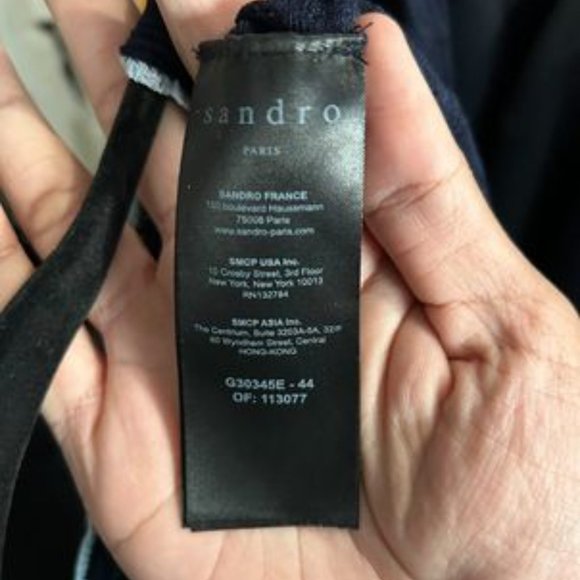 sandro
PARIS
SANDRO FRANCE
150 boulevard Haussmann
75008 Paris
www.sandro-paris.com
SMCP USA Inc.
10 Crosby Street, 3rd Floor
New York, New York 10013
RN132784
SMCP ASIA Inc.
The Centrium, Suite 3203A-0A, 32/F
60 Wyndham Street, Central
HONG-KONG
G30345E - 44
OF: 113077